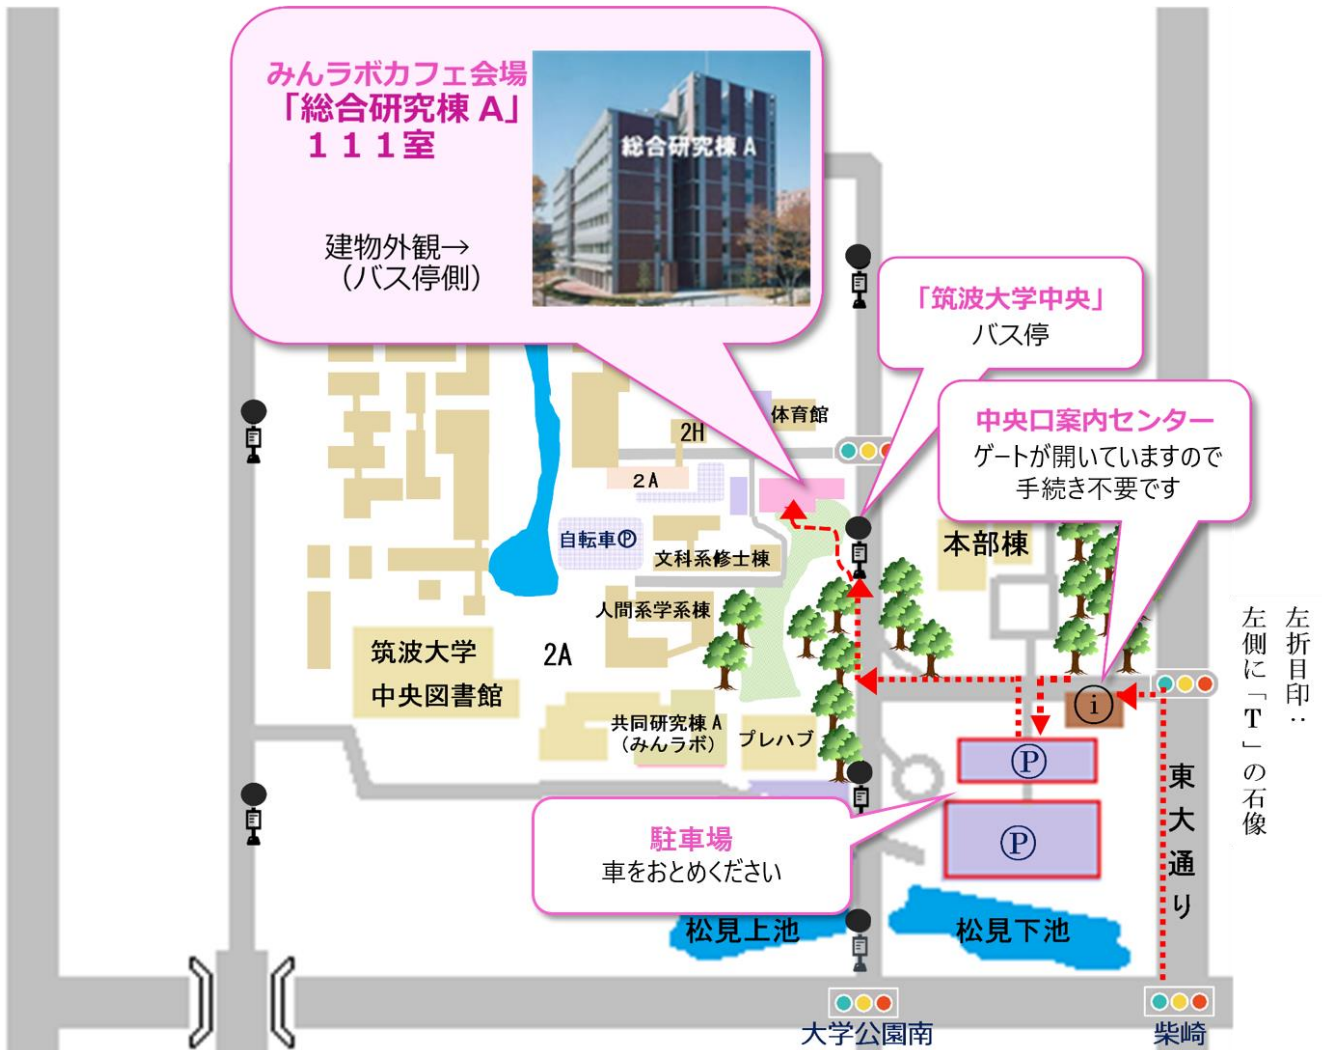 みんラボカフェ会場
「総合研究棟 A」
１１１室
建物外観→
（バス停側）
総合研究棟 A
「筑波大学中央」
バス停
中央口案内センター
ゲートが開いていますので
手続き不要です
体育館
2H
2A
自転車Ⓟ
文科系修士棟
本部棟
人間系学系棟
2A
筑波大学
中央図書館
共同研究棟 A
（みんラボ）
プレハブ
i
Ⓟ
Ⓟ
駐車場
車をおとめください
東大通り
左折目印：
左側に「T」の石像
松見上池
松見下池
大学公園南
柴崎